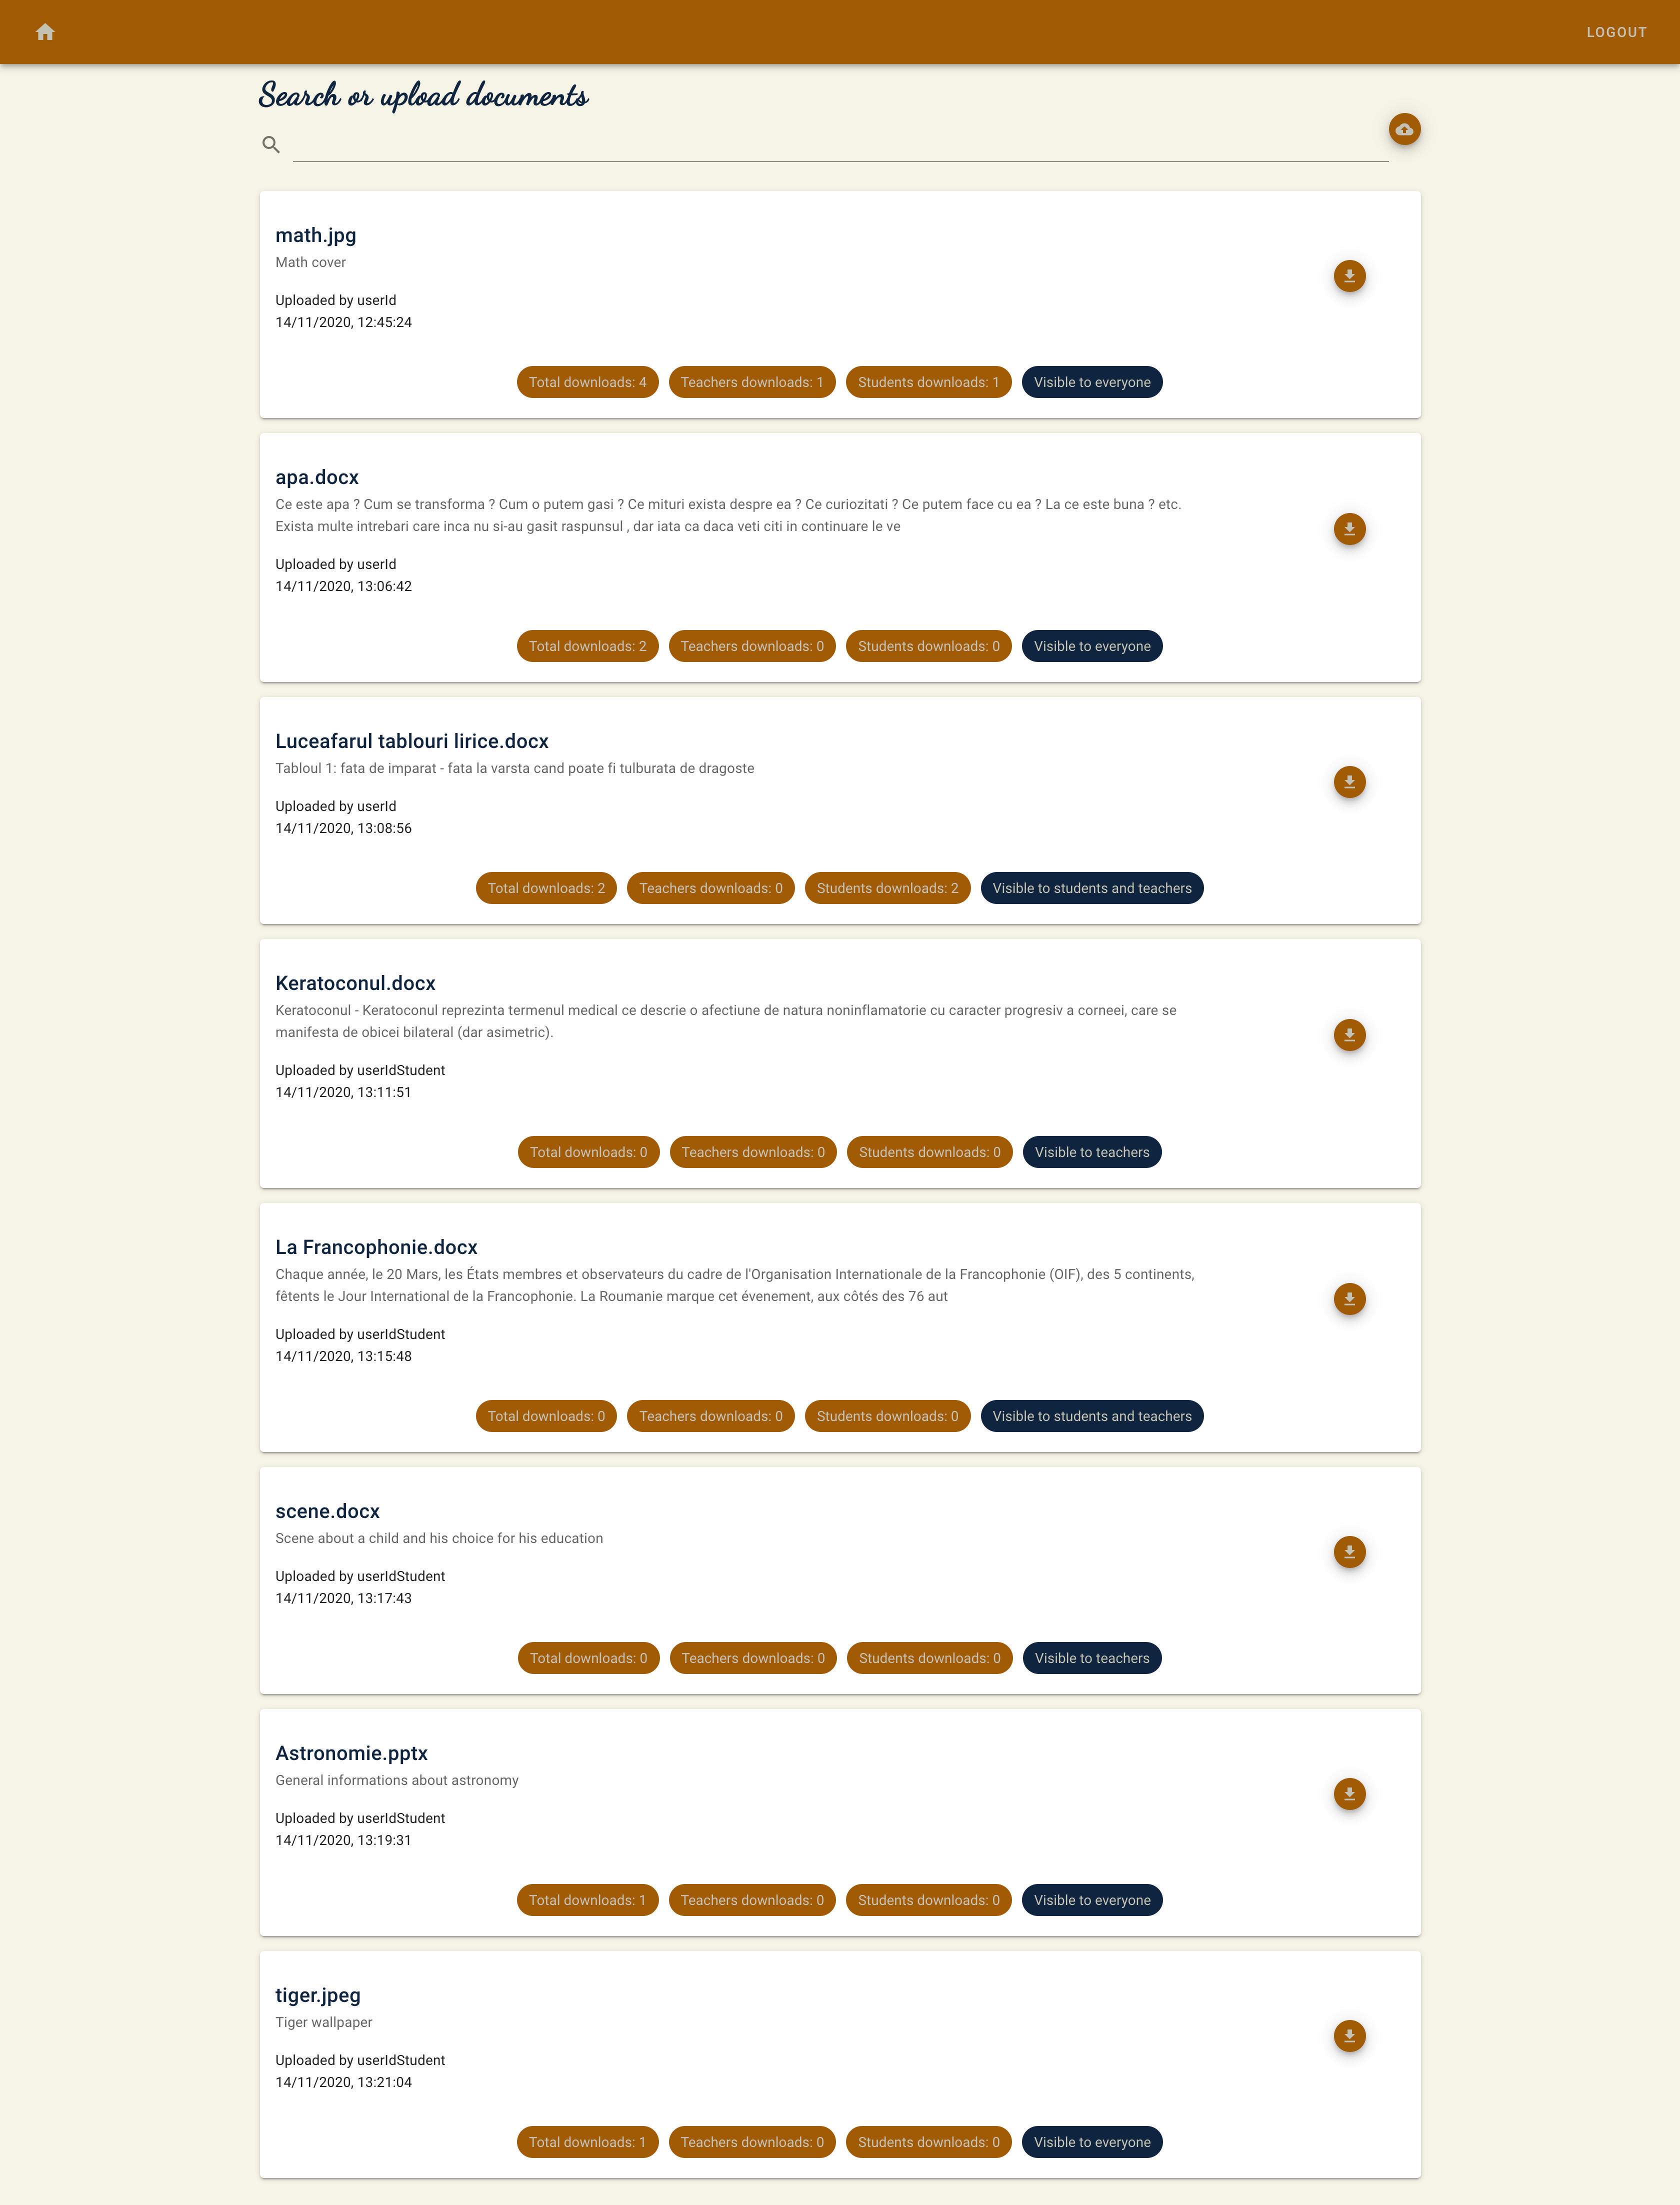 LOGOUT
Search or upload documents
math.jpg
Math cover
Uploaded by userId
14/11/2020, 12:45:24
Total downloads: 4 Teachers downloads: 1 Students downloads: 1 Visible to everyone
apa.docx
Ce este apa ? Cum se transforma ? Cum o putem gasi ? Ce mituri exista despre ea ? Ce curiozitati ? Ce putem face cu ea ? La ce este buna ? etc.
Exista multe intrebari care inca nu si-au gasit raspunsul , dar iata ca daca veti citi in continuare le ve
Uploaded by userId
14/11/2020, 13:06:42
Total downloads: 2 Teachers downloads: 0 Students downloads: 0 Visible to everyone
Luceafarul tablouri lirice.docx
Tabloul 1: fata de imparat - fata la varsta cand poate fi tulburata de dragoste
Uploaded by userId
14/11/2020, 13:08:56
Total downloads: 2 Teachers downloads: 0 Students downloads: 2 Visible to students and teachers
Keratoconul.docx
Keratoconul - Keratoconul reprezinta termenul medical ce descrie o afectiune de natura noninflamatorie cu caracter progresiv a corneei, care se
manifesta de obicei bilateral (dar asimetric).
Uploaded by userIdStudent
14/11/2020, 13:11:51
Total downloads: 0 Teachers downloads: 0 Students downloads: 0 Visible to teachers
La Francophonie.docx
Chaque année, le 20 Mars, les États membres et observateurs du cadre de l'Organisation Internationale de la Francophonie (OIF), des 5 continents,
fêtents le Jour International de la Francophonie. La Roumanie marque cet évenement, aux côtés des 76 aut
Uploaded by userIdStudent
14/11/2020, 13:15:48
Total downloads: 0 Teachers downloads: 0 Students downloads: 0 Visible to students and teachers
scene.docx
Scene about a child and his choice for his education
Uploaded by userIdStudent
14/11/2020, 13:17:43
Total downloads: 0 Teachers downloads: 0 Students downloads: 0 Visible to teachers
Astronomie.pptx
General informations about astronomy
Uploaded by userIdStudent
14/11/2020, 13:19:31
Total downloads: 1 Teachers downloads: 0 Students downloads: 0 Visible to everyone
tiger.jpeg
Tiger wallpaper
Uploaded by userIdStudent
14/11/2020, 13:21:04
Total downloads: 1 Teachers downloads: 0 Students downloads: 0 Visible to everyone